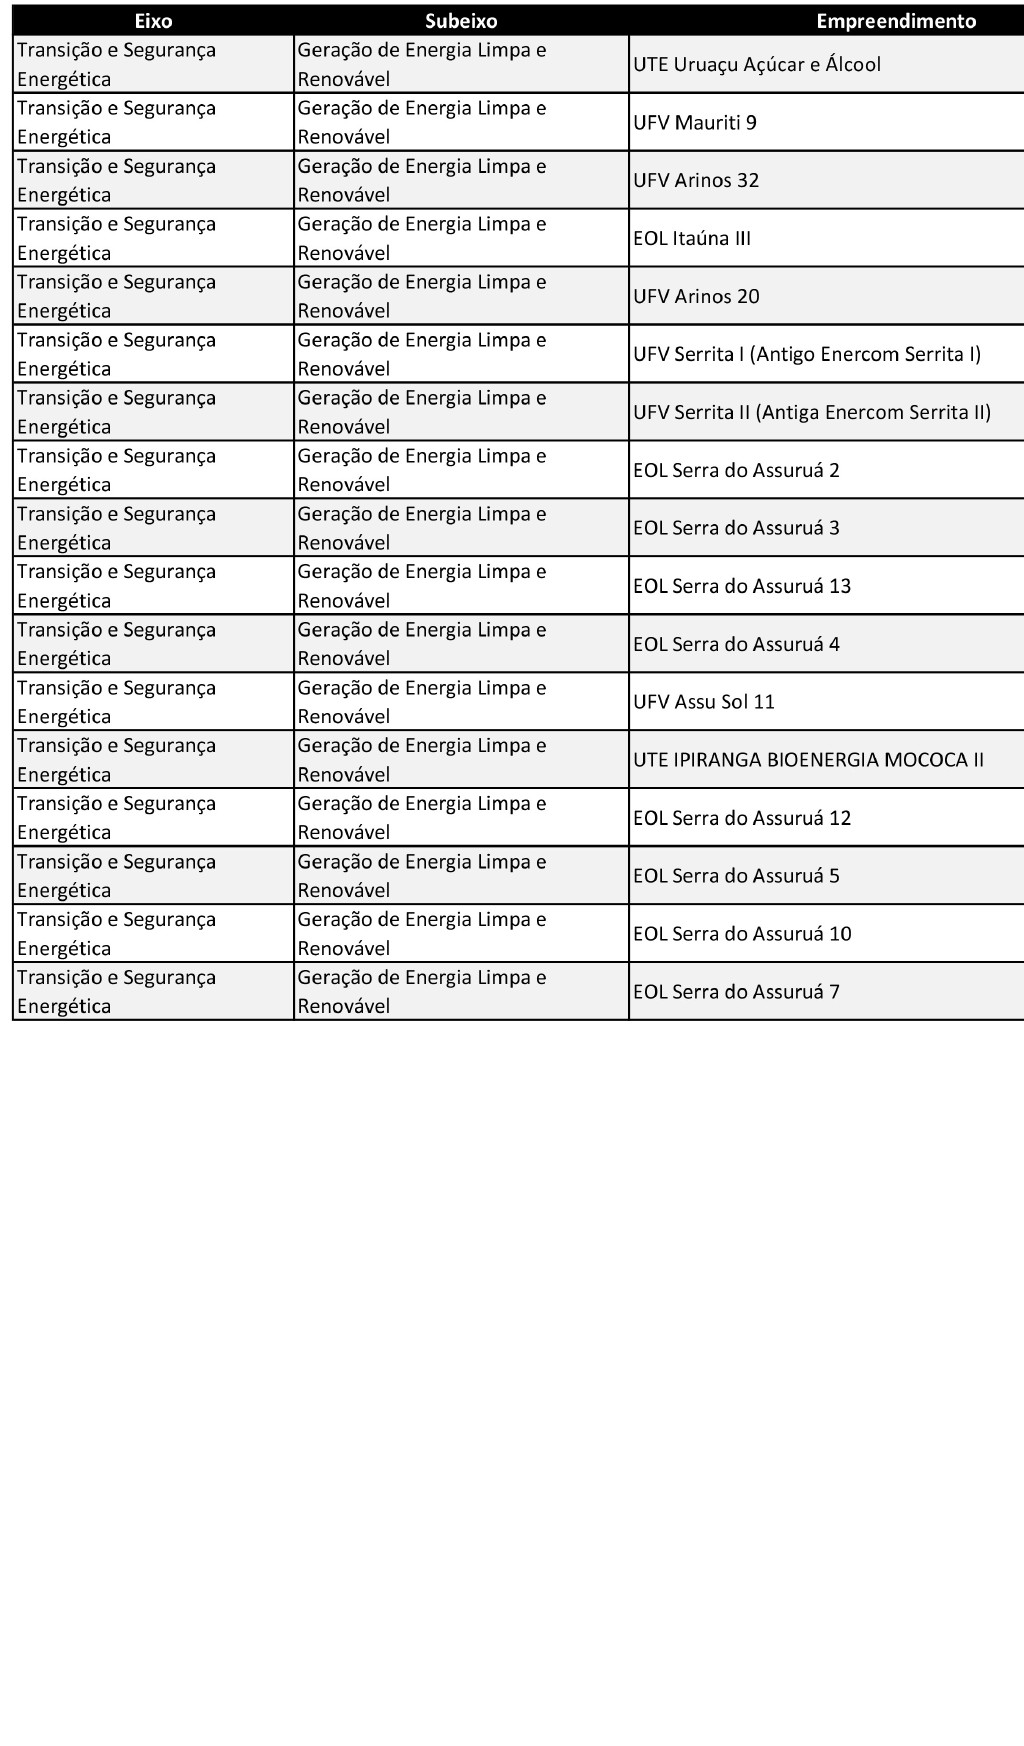 Eixo Subeixo Empreendimento
Transição e Segurança Geração de Energia Limpa e
Energética Renovável UTE Uruaçu Açúcar e Álcool
Transição e Segurança Geração de Energia Limpa e
Energética Renovável UFV Mauriti 9
Transição e Segurança Geração de Energia Limpa e
Energética Renovável UFV Arinos 32
Transição e Segurança Geração de Energia Limpa e
Energética Renovável EOL Itaúna III
Transição e Segurança Geração de Energia Limpa e
Energética Renovável UFV Arinos 20
Transição e Segurança Geração de Energia Limpa e
Energética Renovável UFV Serrita I (Antigo Enercom Serrita I)
Transição e Segurança Geração de Energia Limpa e
Energética Renovável UFV Serrita II (Antiga Enercom Serrita II)
Transição e Segurança Geração de Energia Limpa e
Energética Renovável EOL Serra do Assuruá 2
Transição e Segurança Geração de Energia Limpa e
Energética Renovável EOL Serra do Assuruá 3
Transição e Segurança Geração de Energia Limpa e
Energética Renovável EOL Serra do Assuruá 13
Transição e Segurança Geração de Energia Limpa e
Energética Renovável EOL Serra do Assuruá 4
Transição e Segurança Geração de Energia Limpa e
Energética Renovável UFV Assu Sol 11
Transição e Segurança Geração de Energia Limpa e
Energética Renovável UTE IPIRANGA BIOENERGIA MOCOCA II
Transição e Segurança Geração de Energia Limpa e
Energética Renovável EOL Serra do Assuruá 12
Transição e Segurança Geração de Energia Limpa e
Energética Renovável EOL Serra do Assuruá 5
Transição e Segurança Geração de Energia Limpa e
Energética Renovável EOL Serra do Assuruá 10
Transição e Segurança Geração de Energia Limpa e
Energética Renovável EOL Serra do Assuruá 7